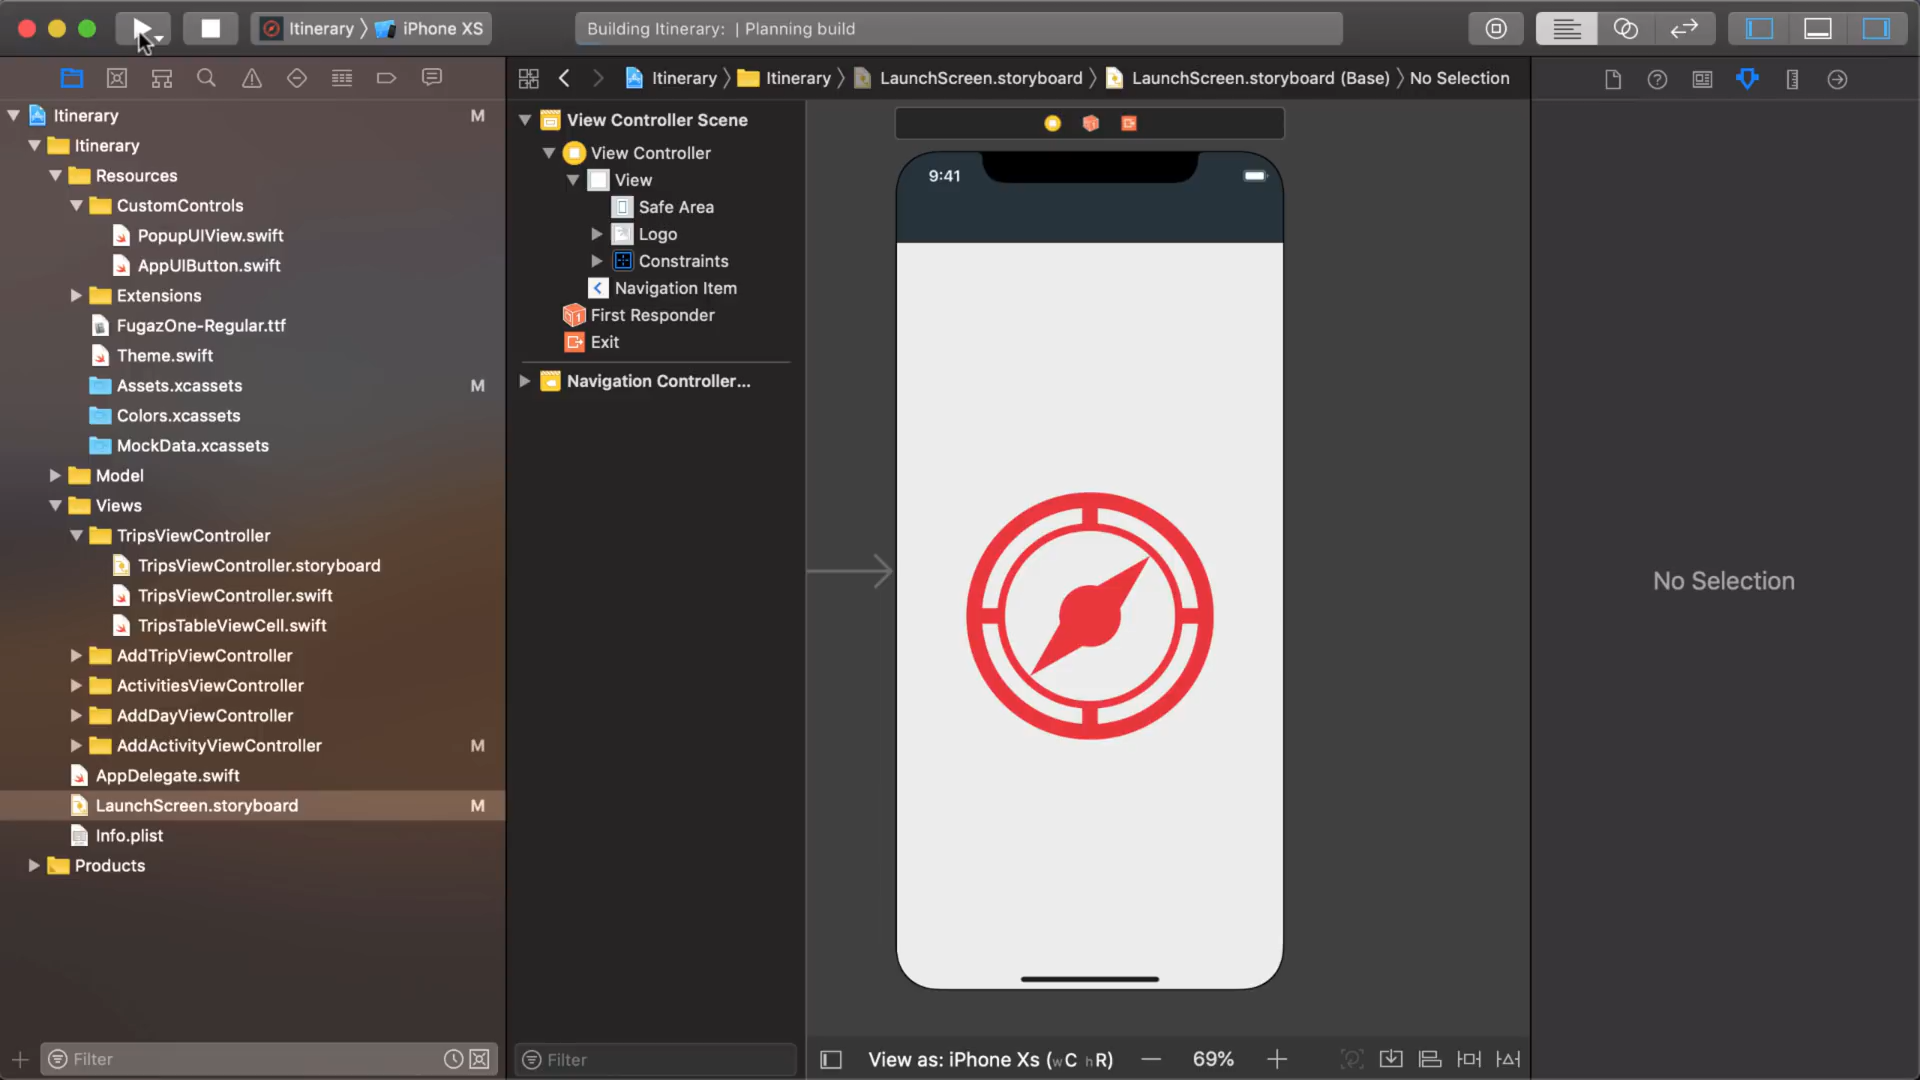 Itinerary 〉 iPhone XS
Building Itinerary: | Planning build
Itinerary 〉 Itinerary 〉 LaunchScreen.storyboard 〉 LaunchScreen.storyboard (Base) 〉 No Selection
Itinerary M
Itinerary
Resources
CustomControls
PopupUIView.swift
AppUIButton.swift
Extensions
FugazOne-Regular.ttf
Theme.swift
Assets.xcassets M
Colors.xcassets
MockData.xcassets
Model
Views
TripsViewController
TripsViewController.storyboard
TripsViewController.swift
TripsTableViewCell.swift
AddTripViewController
ActivitiesViewController
AddDayViewController
AddActivityViewController M
AppDelegate.swift
LaunchScreen.storyboard M
Info.plist
Products
Filter
View Controller Scene
View Controller
View
Safe Area
Logo
Constraints
Navigation Item
First Responder
Exit
Navigation Controller...
Filter
9:41
View as: iPhone Xs (wC hR) — 69% +
No Selection